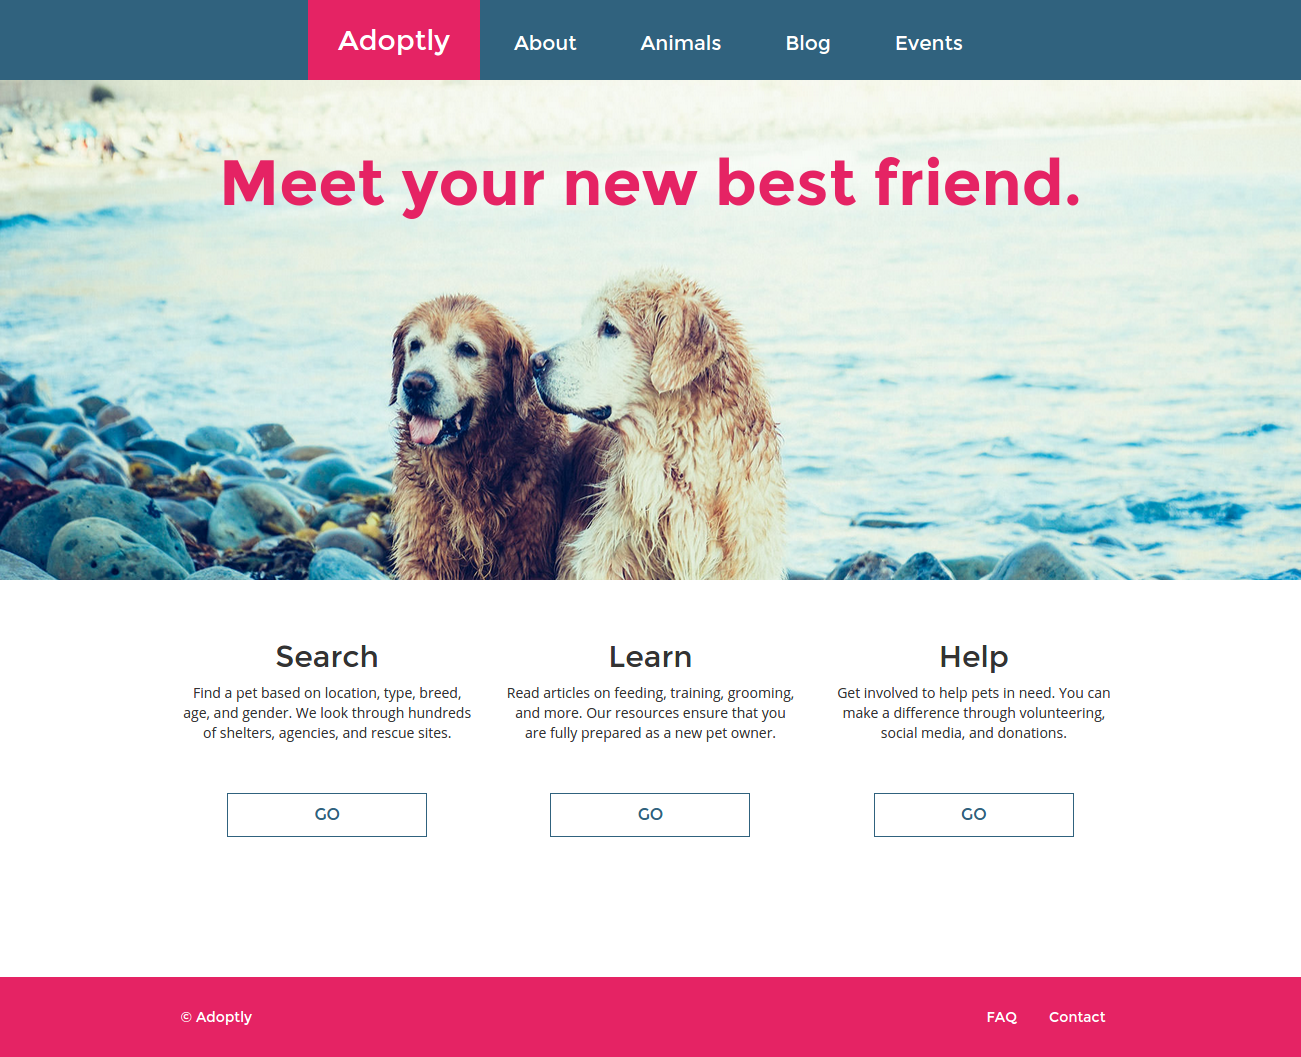 Adoptly
About Animals Blog Events
Meet your new best friend.
Search
Find a pet based on location, type, breed,
age, and gender. We look through hundreds
of shelters, agencies, and rescue sites.
GO
Learn
Read articles on feeding, training, grooming,
and more. Our resources ensure that you
are fully prepared as a new pet owner.
GO
Help
Get involved to help pets in need. You can
make a difference through volunteering,
social media, and donations.
GO
© Adoptly
FAQ Contact